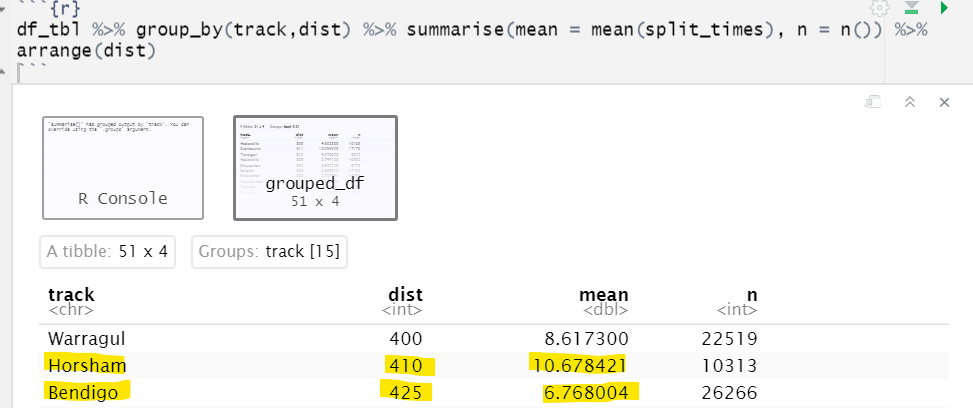 ```{r}
df_tbl %>% group_by(track,dist) %>% summarise(mean = mean(split_times), n = n()) %>%
arrange(dist)
```
`summarise()` has grouped output by 'track'. You can
override using the `.groups` argument.
R Console
grouped_df
51 x 4
A tibble: 51 x 4
Groups: track [15]
track dist mean n
<chr> <int> <dbl> <int>
Warragul 400 8.617300 22519
Horsham 410 10.678421 10313
Bendigo 425 6.768004 26266